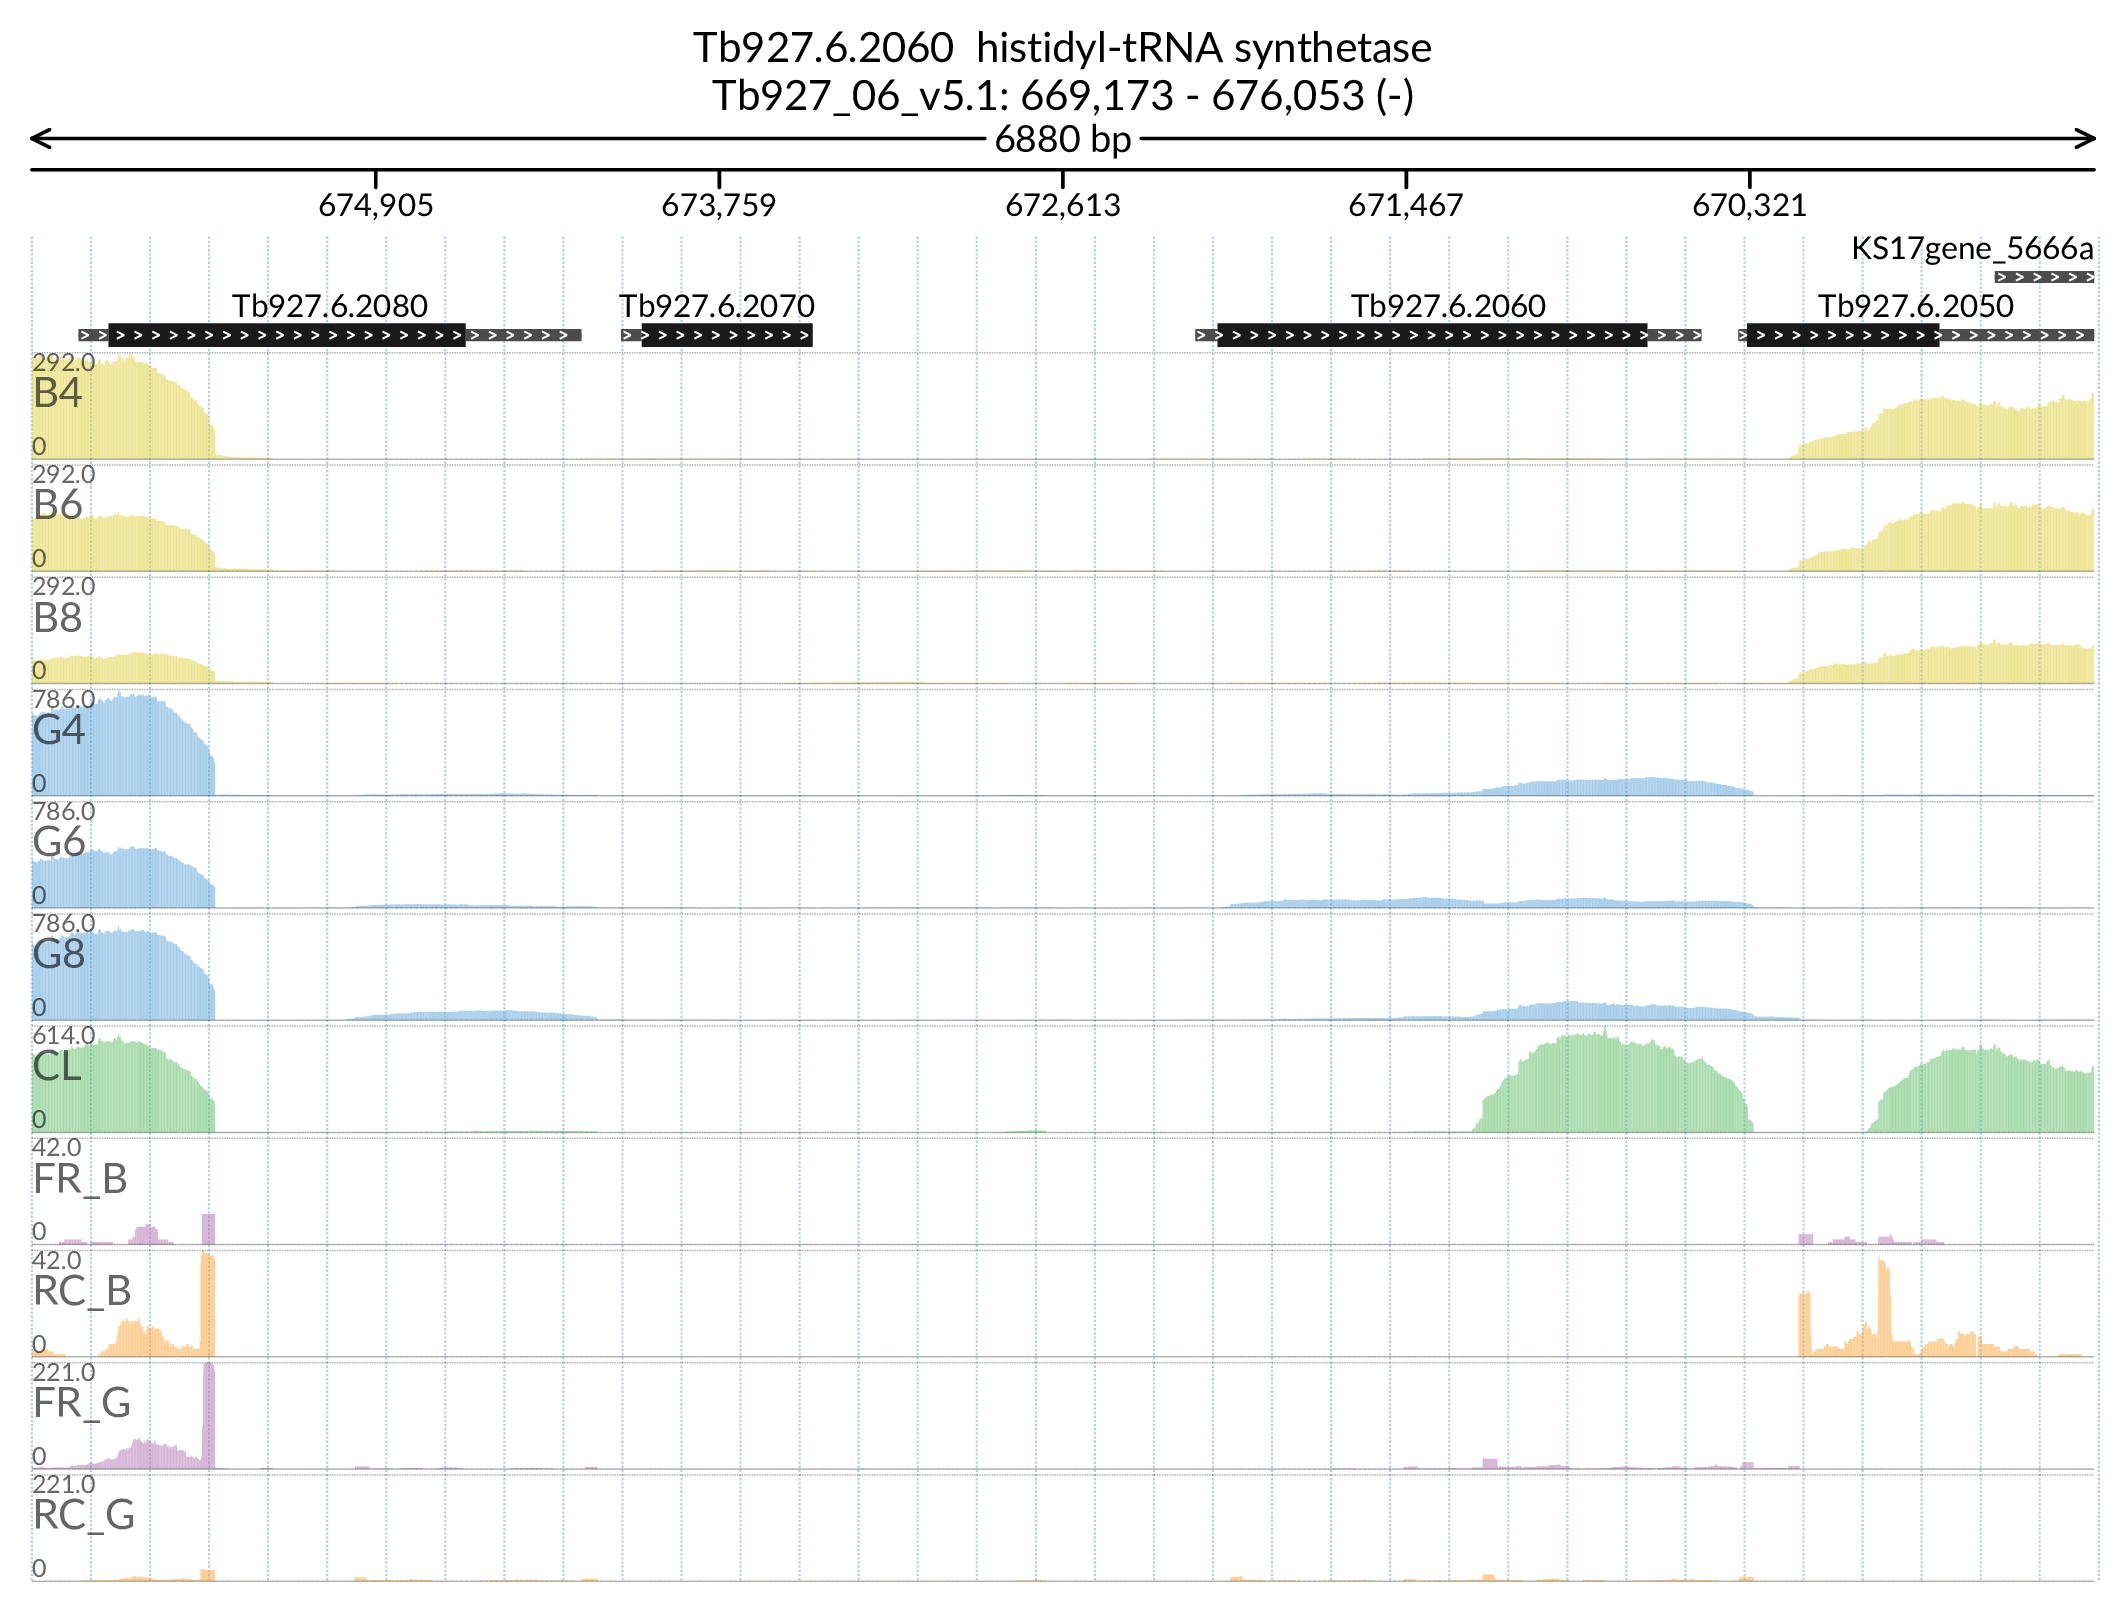 Tb927.6.2060  histidyl-tRNA synthetase
Tb927_06_v5.1: 669,173 - 676,053 (-)
6880 bp
674,905 673,759 672,613 671,467 670,321
KS17gene_5666a
Tb927.6.2080 Tb927.6.2070 Tb927.6.2060 Tb927.6.2050
292.0
B4
0
292.0
B6
0
292.0
B8
0
786.0
G4
0
786.0
G6
0
786.0
G8
0
614.0
CL
0
42.0
FR_B
0
42.0
RC_B
0
221.0
FR_G
0
221.0
RC_G
0